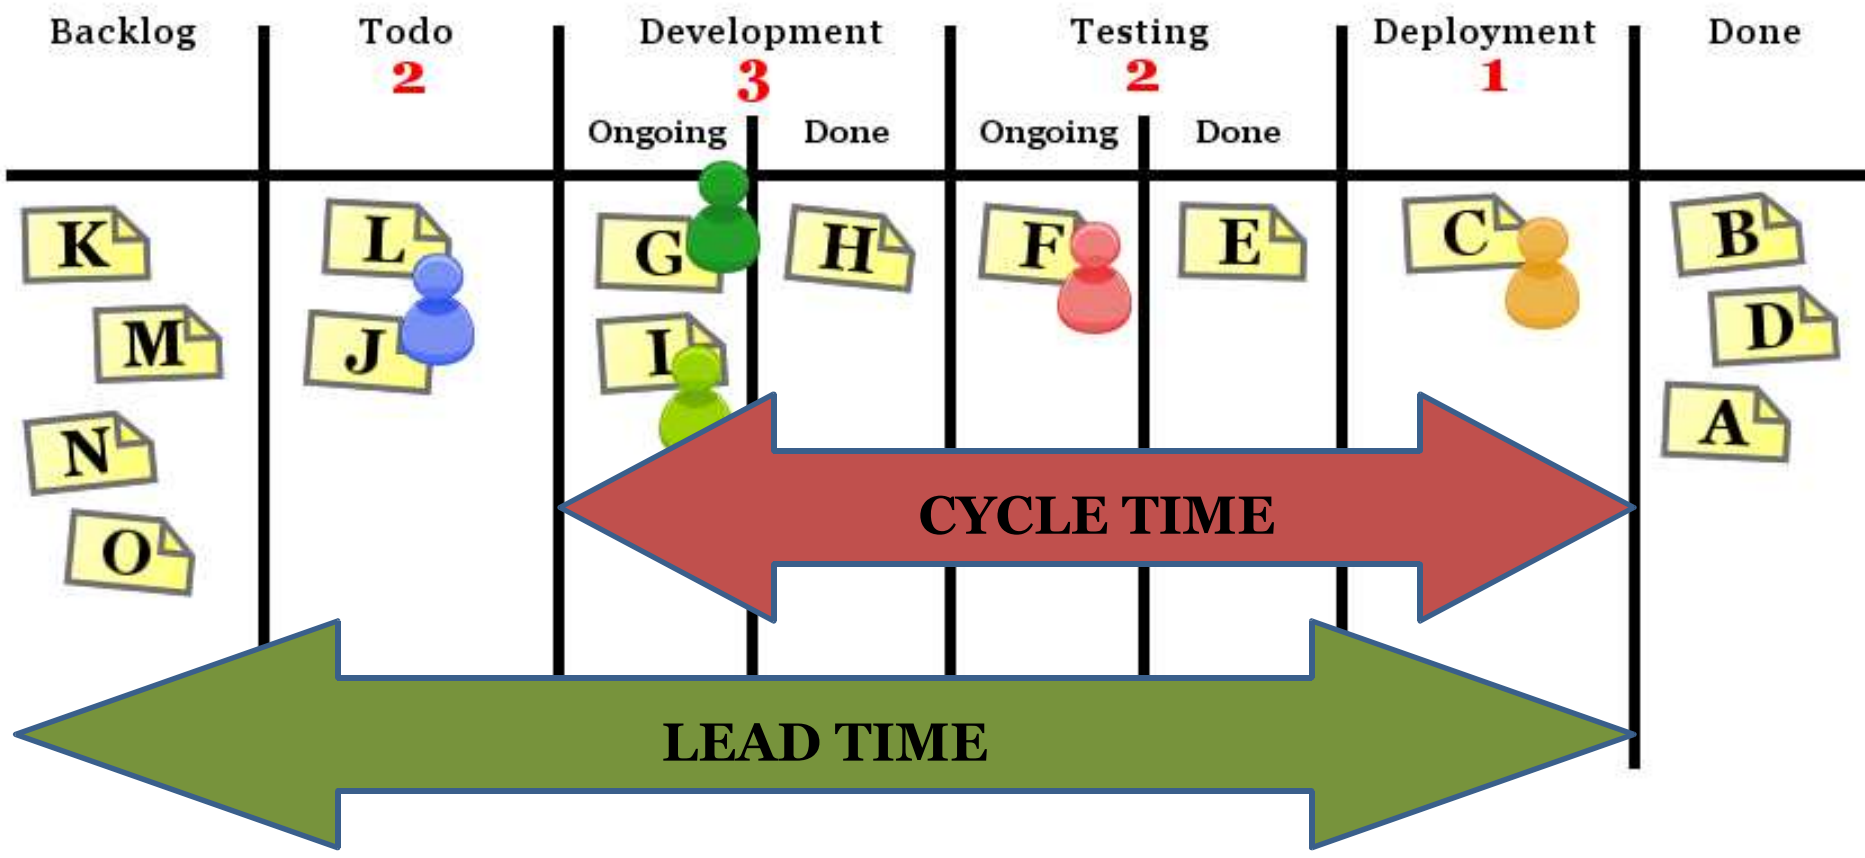 Backlog Todo Development Testing Deployment Done
2 3 2 1
Ongoing Done Ongoing Done
K L G H F E C B
M J I D
N A
O
CYCLE TIME
LEAD TIME